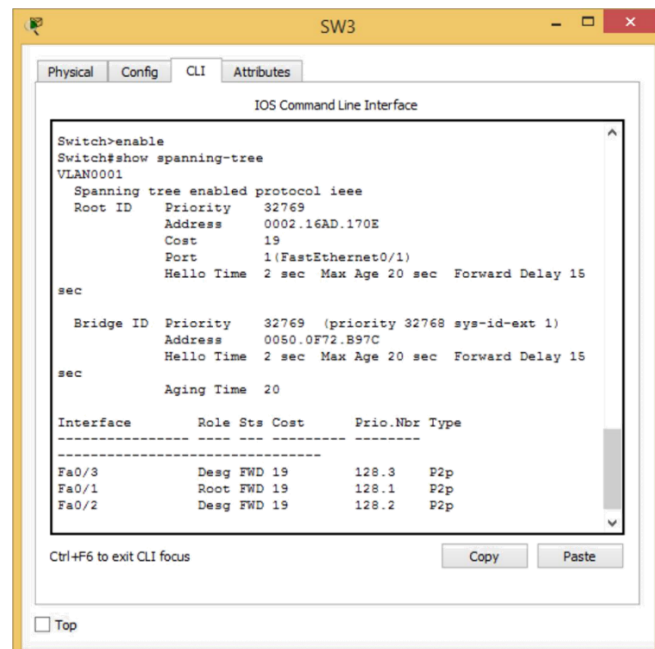 SW3
Physical Config CLI Attributes
IOS Command Line Interface
Switch>enable
Switch#show spanning-tree
VLAN0001
Spanning tree enabled protocol ieee
Root ID Priority 32769
Address 0002.16AD.170E
Cost 19
Port 1(FastEthernet0/1)
Hello Time 2 sec Max Age 20 sec Forward Delay 15
sec
Bridge ID Priority 32769 (priority 32768 sys-id-ext 1)
Address 0050.0F72.B97C
Hello Time 2 sec Max Age 20 sec Forward Delay 15
sec
Aging Time 20
Interface Role Sts Cost Prio.Nbr Type
---------------- ---- --- --------- --------
--------------------------------
Fa0/3 Desg FWD 19 128.3 P2p
Fa0/1 Root FWD 19 128.1 P2p
Fa0/2 Desg FWD 19 128.2 P2p
Ctrl+F6 to exit CLI focus Copy Paste
Top